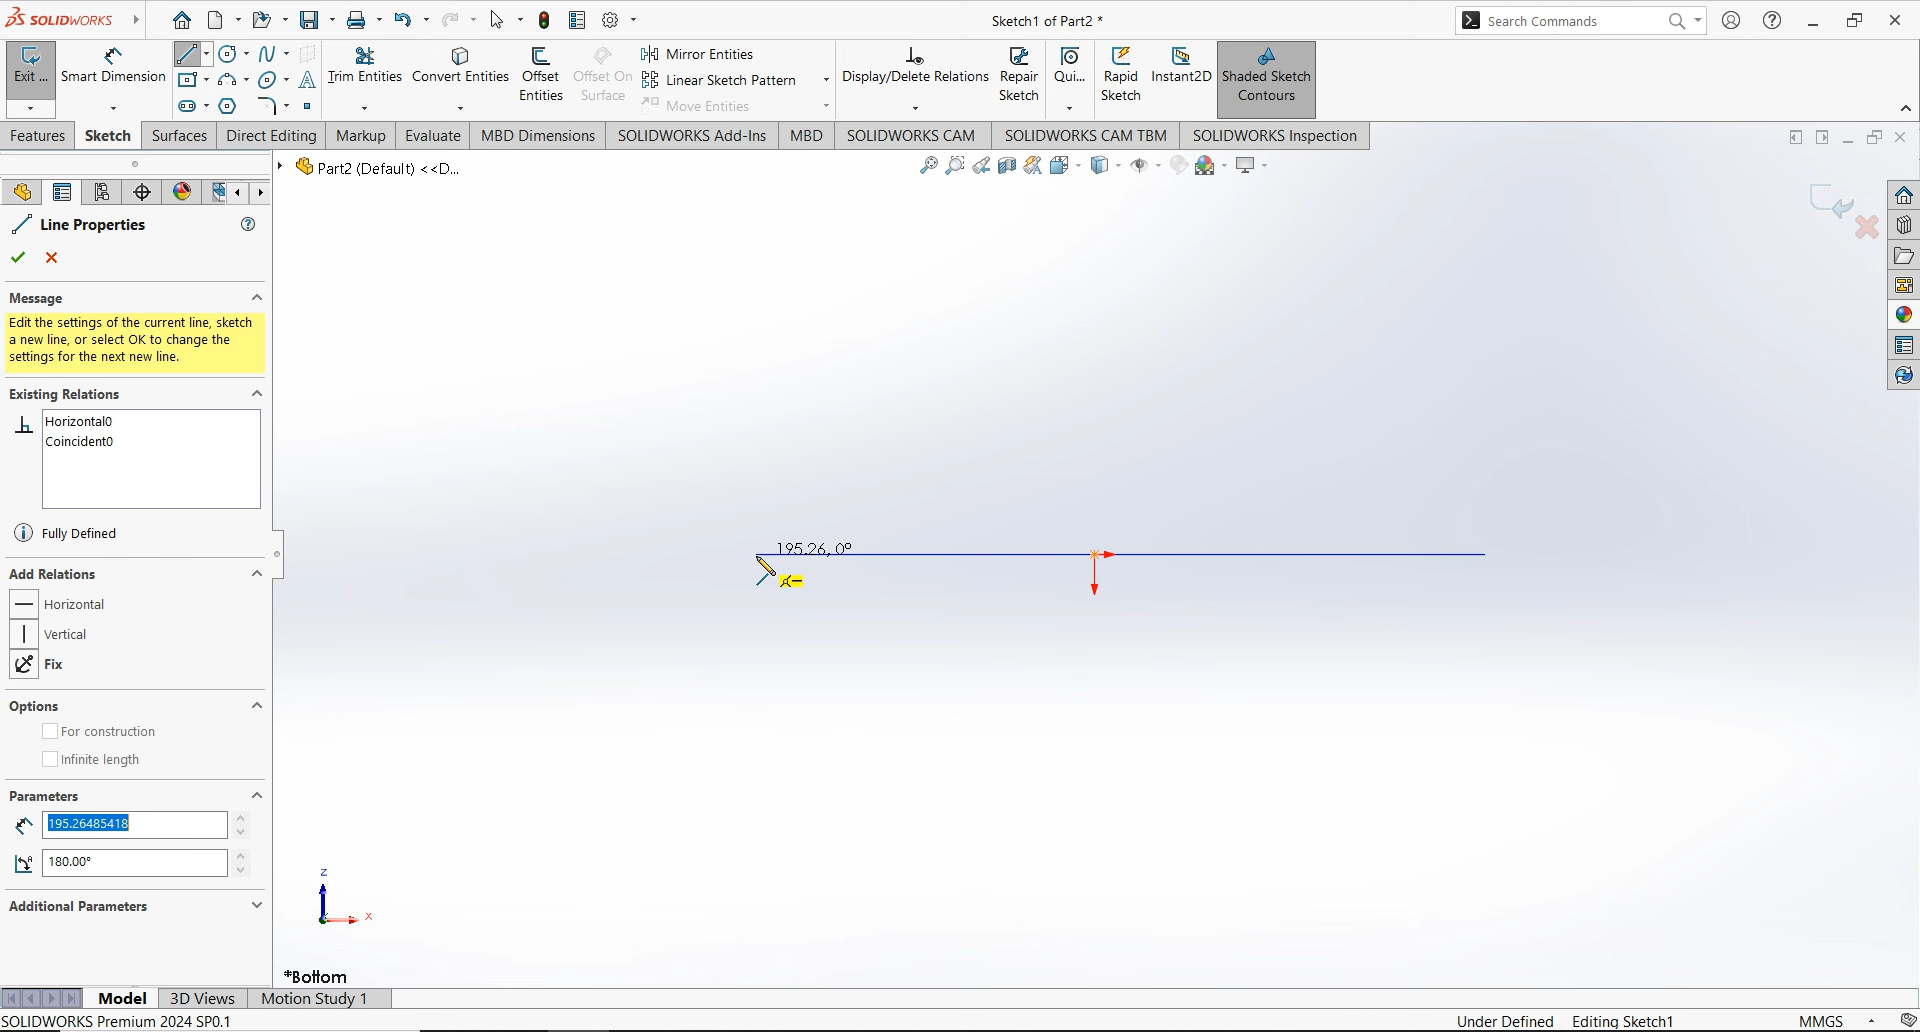 SOLIDWORKS
Sketch1 of Part2 *
Search Commands
Exit ...
Smart Dimension
Trim Entities
Convert Entities
Offset Entities
Offset On Surface
Mirror Entities
Linear Sketch Pattern
Move Entities
Display/Delete Relations
Repair Sketch
Qui...
Rapid Sketch
Instant2D
Shaded Sketch Contours
Features
Sketch
Surfaces
Direct Editing
Markup
Evaluate
MBD Dimensions
SOLIDWORKS Add-Ins
MBD
SOLIDWORKS CAM
SOLIDWORKS CAM TBM
SOLIDWORKS Inspection
Part2 (Default) <<D...
Line Properties
Message
Edit the settings of the current line, sketch
a new line, or select OK to change the
settings for the next new line.
Existing Relations
Horizontal0
Coincident0
Fully Defined
Add Relations
Horizontal
Vertical
Fix
Options
For construction
Infinite length
Parameters
195.26485418
180.00°
Additional Parameters
195.26, 0°
z
x
*Bottom
Model
3D Views
Motion Study 1
SOLIDWORKS Premium 2024 SP0.1
Under Defined
Editing Sketch1
MMGS